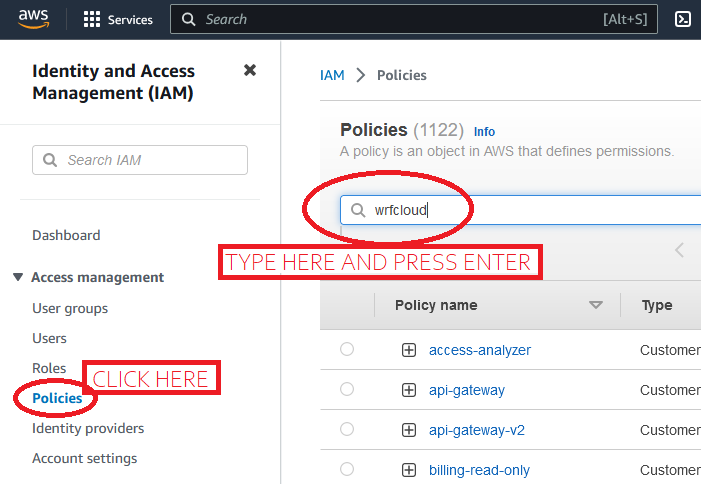 aws
Services
Search
[Alt+S]
Identity and Access
Management (IAM)
Search IAM
Dashboard
Access management
User groups
Users
Roles
CLICK HERE
Policies
Identity providers
Account settings
IAM > Policies
Policies (1122) Info
A policy is an object in AWS that defines permissions.
wrfcloud
TYPE HERE AND PRESS ENTER
Policy name
Type
access-analyzer
Customer
api-gateway
Customer
api-gateway-v2
Customer
billing-read-only
Customer